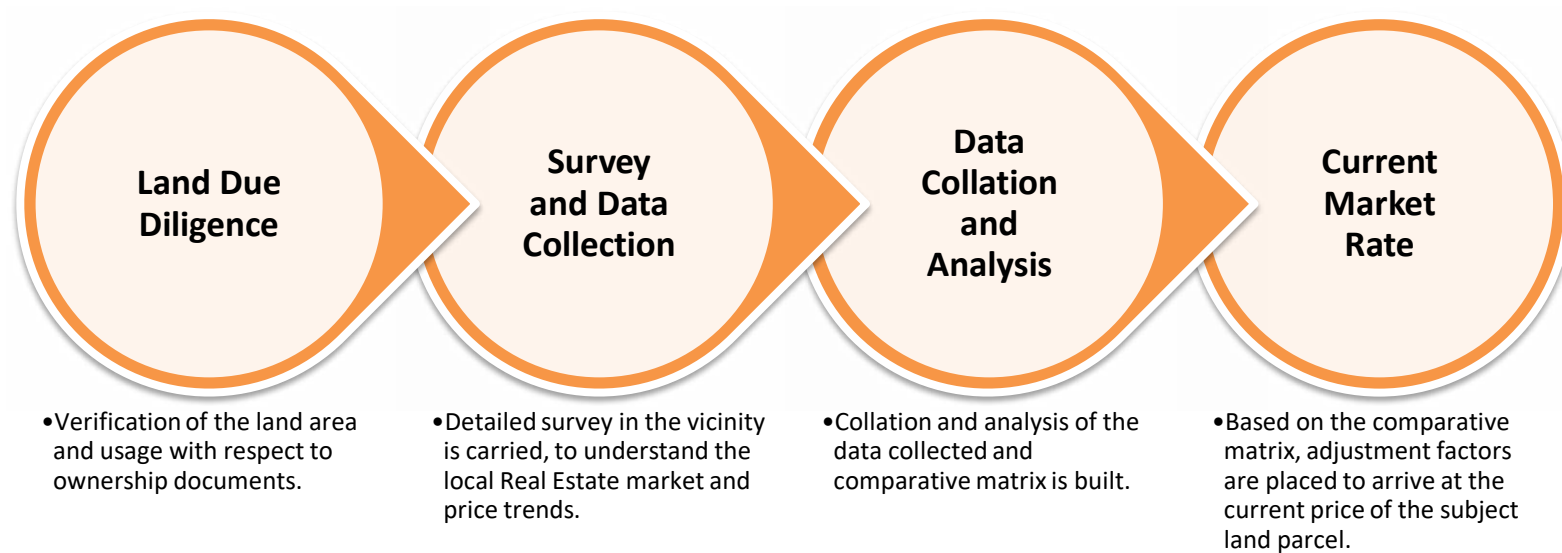 Land Due
Diligence
Survey
and Data
Collection
Data
Collation
and
Analysis
Current
Market
Rate
•Verification of the land area
and usage with respect to
ownership documents.
•Detailed survey in the vicinity
is carried, to understand the
local Real Estate market and
price trends.
•Collation and analysis of the
data collected and
comparative matrix is built.
•Based on the comparative
matrix, adjustment factors
are placed to arrive at the
current price of the subject
land parcel.